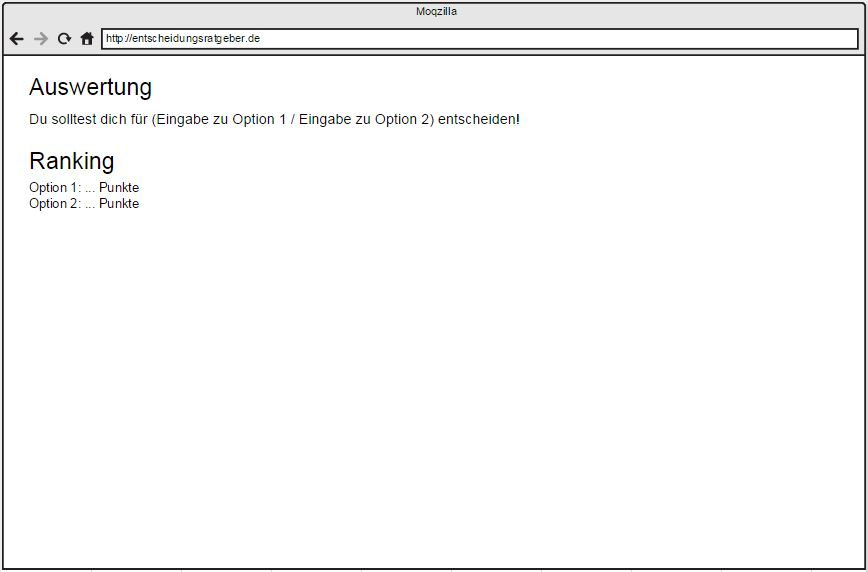 Moqzilla
http://entscheidungsratgeber.de
Auswertung
Du solltest dich für (Eingabe zu Option 1 / Eingabe zu Option 2) entscheiden!
Ranking
Option 1: ... Punkte
Option 2: ... Punkte